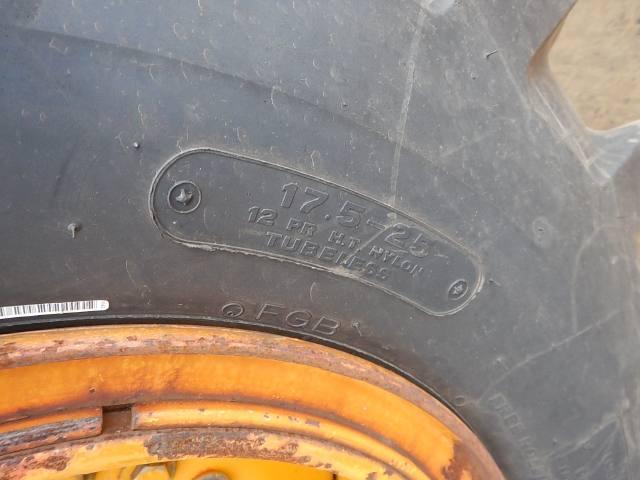 17.5-25
12 PR H.T. NYLON
TUBELESS
FGB